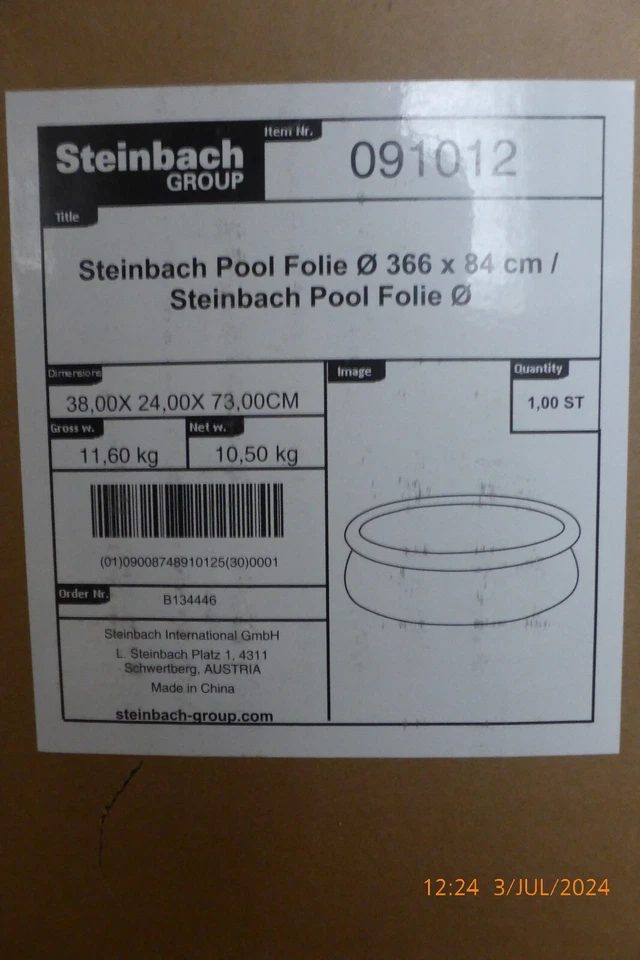 Steinbach
GROUP
Item Nr.
091012
Title
Steinbach Pool Folie Ø 366 x 84 cm /
Steinbach Pool Folie Ø
Dimensions
38,00X 24,00X 73,00CM
Gross w.
11,60 kg
Net w.
10,50 kg
Image
Quantity
1,00 ST
(01)09008748910125(30)0001
Order Nr.
B134446
Steinbach International GmbH
L. Steinbach Platz 1, 4311
Schwertberg, AUSTRIA
Made in China
steinbach-group.com
12:24 3/JUL/2024